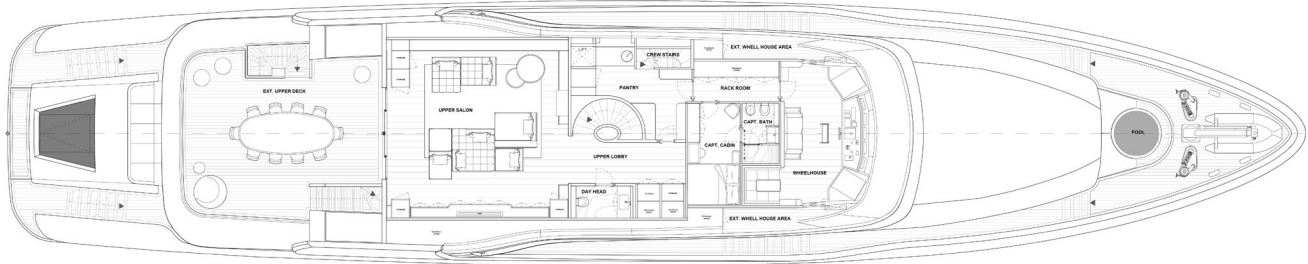 EXT. WHELL HOUSE AREA
LIFT
CREW STAIRS
EXT. UPPER DECK
PANTRY
RACK ROOM
UPPER SALON
CAPT. BATH
POOL
CAPT. CABIN
UPPER LOBBY
WHEELHOUSE
DAY HEAD
EXT. WHELL HOUSE AREA